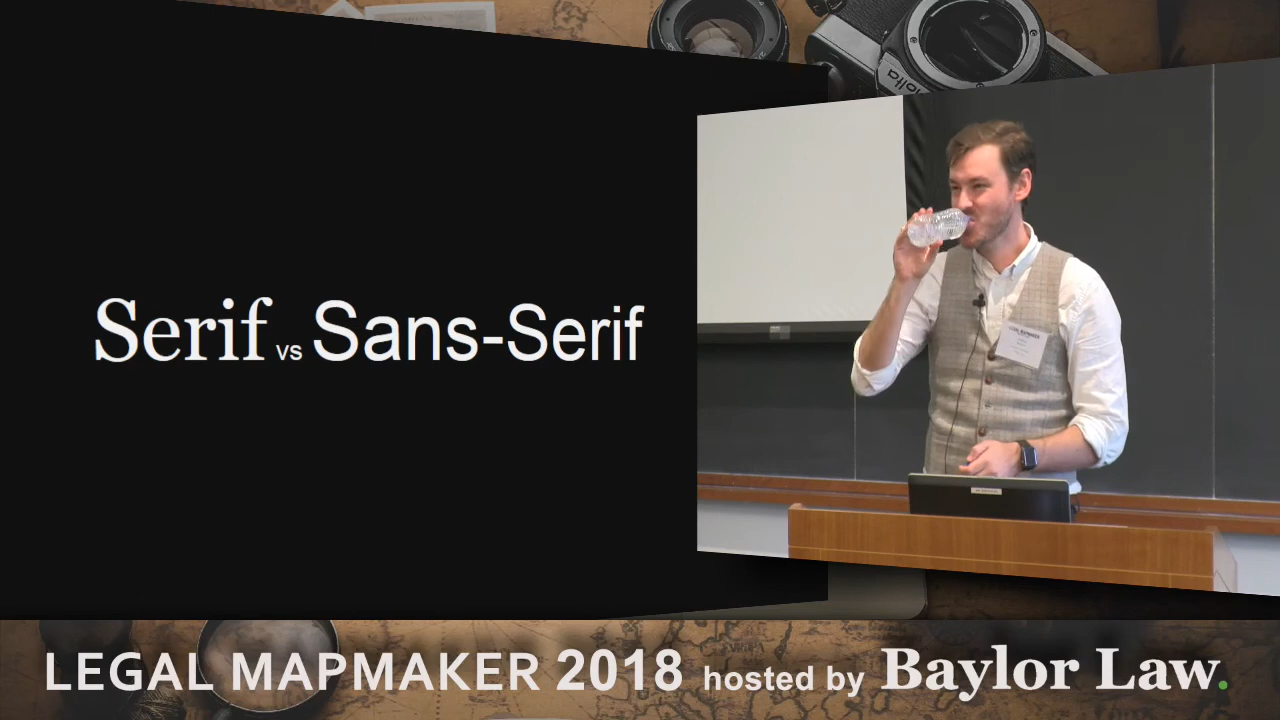 Serif vs Sans-Serif
LEGAL MAPMAKER 2018 hosted by Baylor Law.